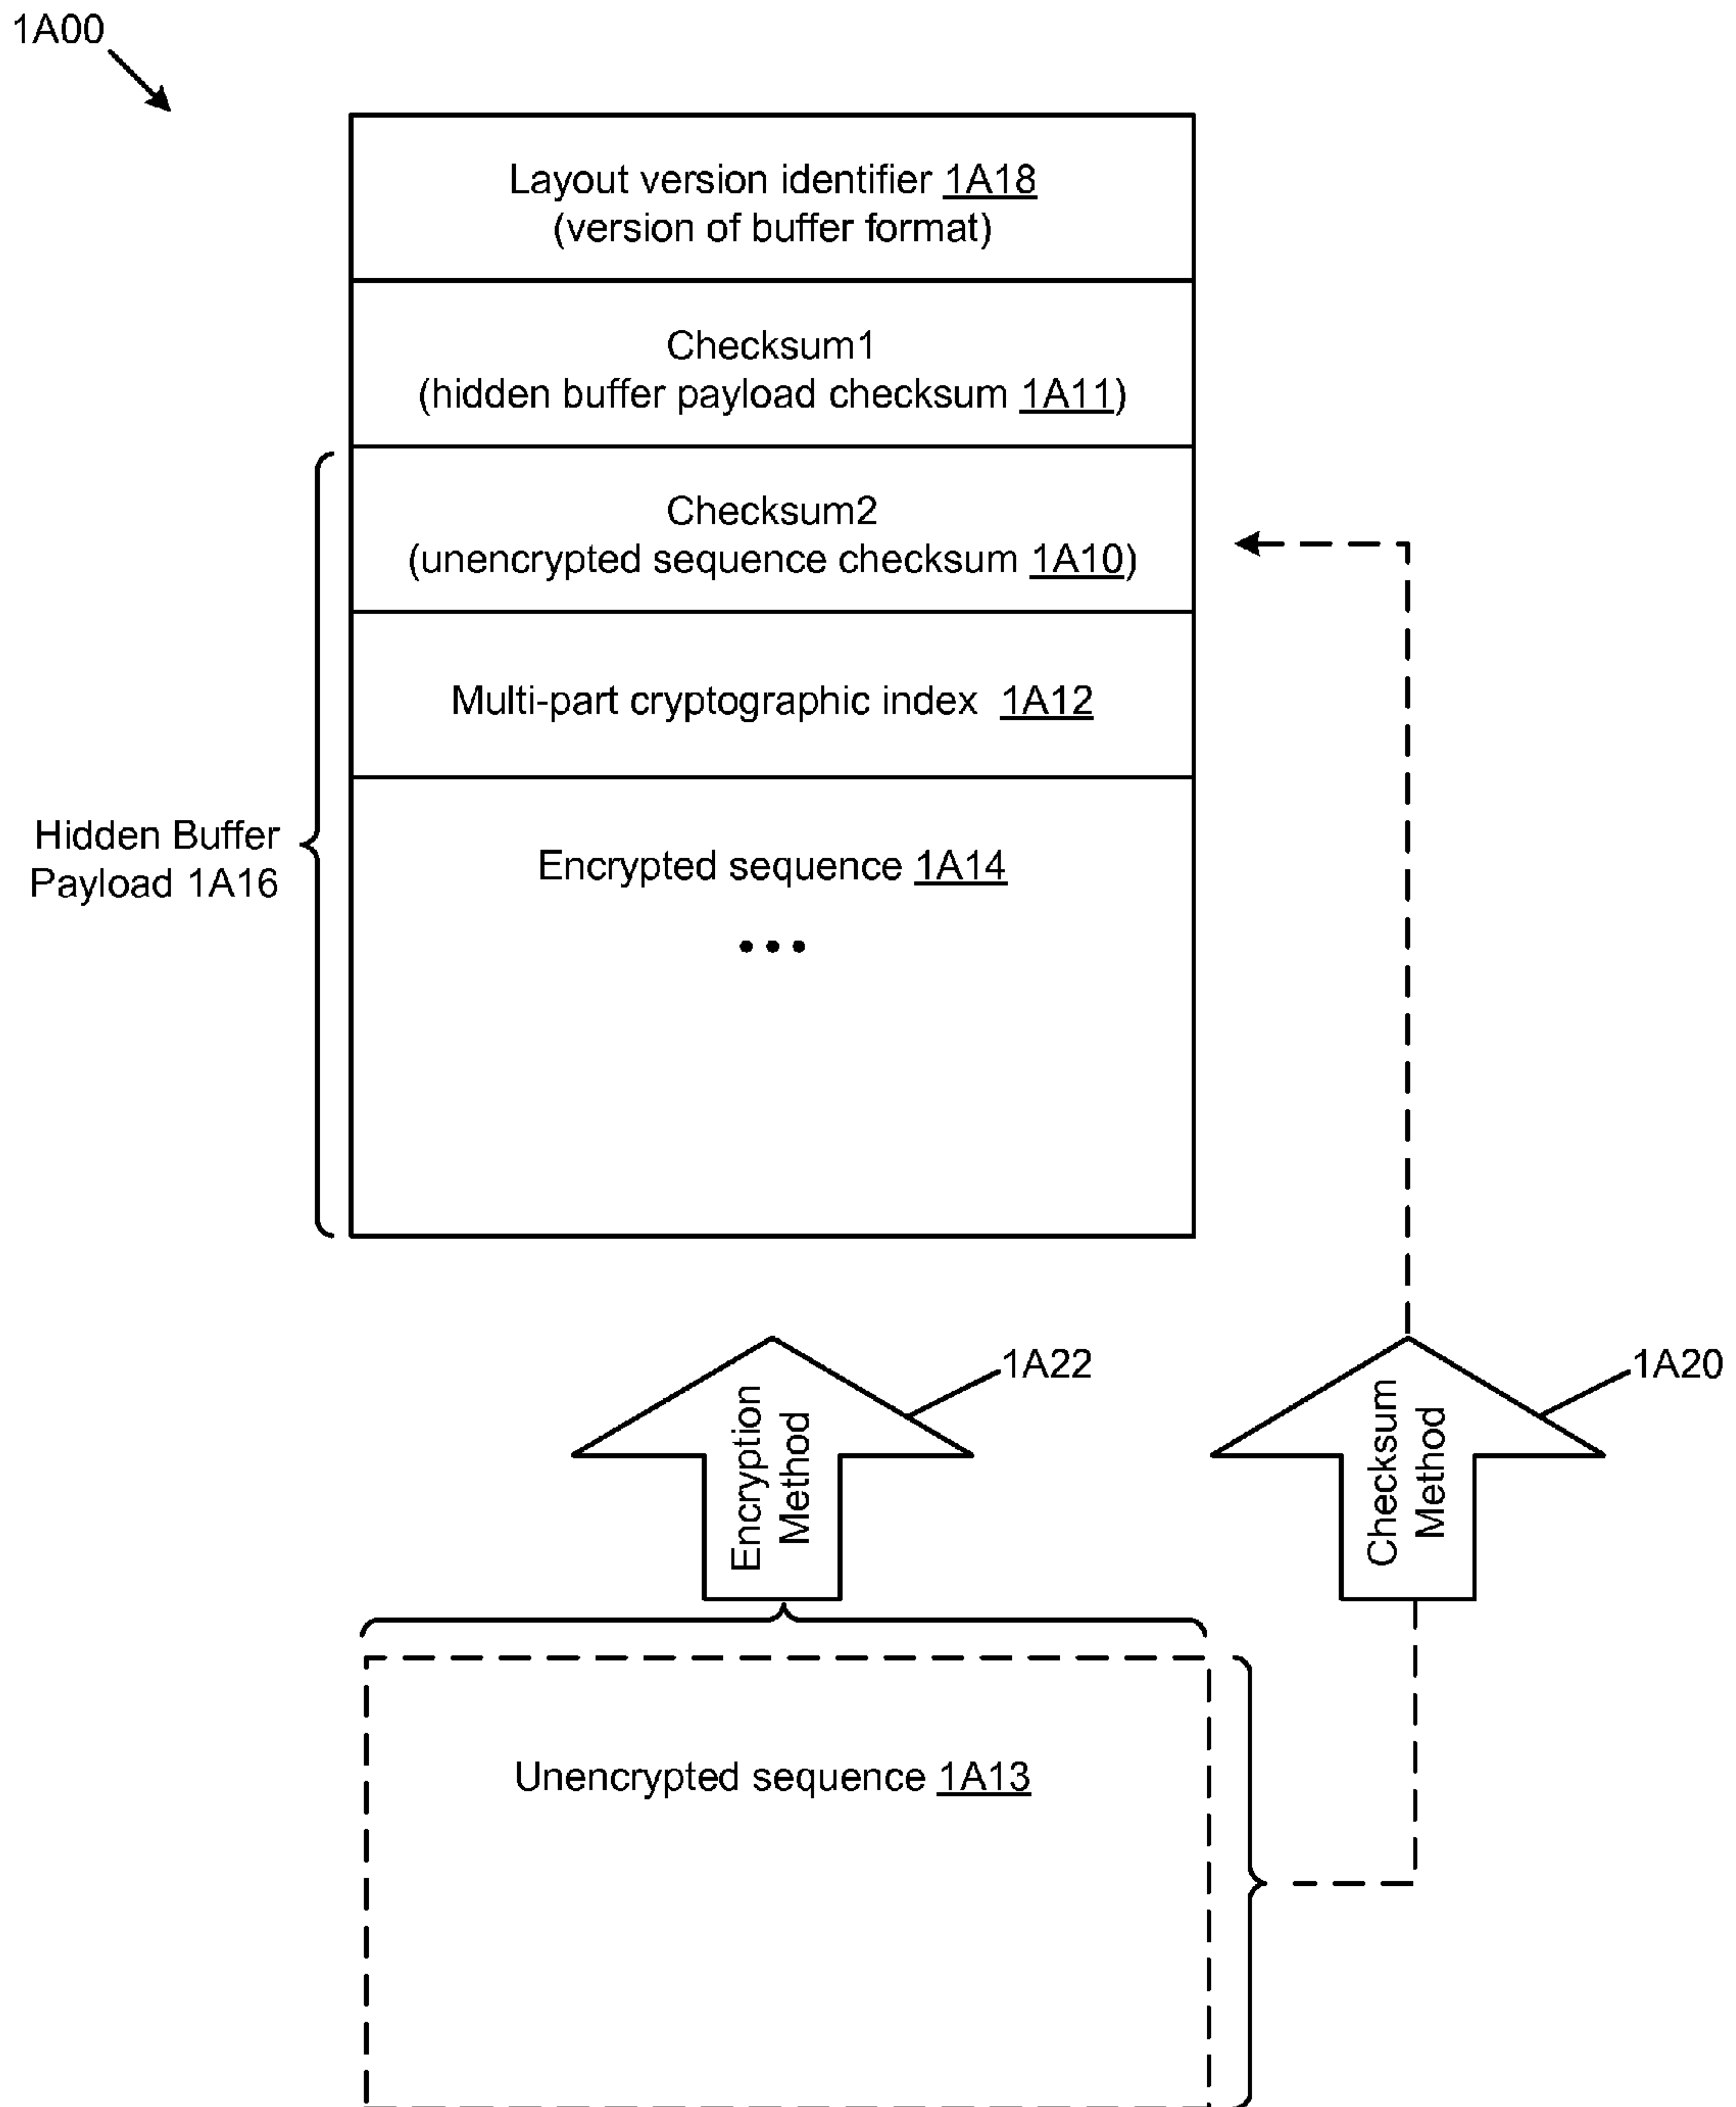 1A00
Layout version identifier 1A18
(version of buffer format)
Checksum1
(hidden buffer payload checksum 1A11)
Checksum2
(unencrypted sequence checksum 1A10)
Multi-part cryptographic index 1A12
Hidden Buffer
Payload 1A16
Encrypted sequence 1A14
...
1A22
1A20
Encryption
Method
Checksum
Method
Unencrypted sequence 1A13